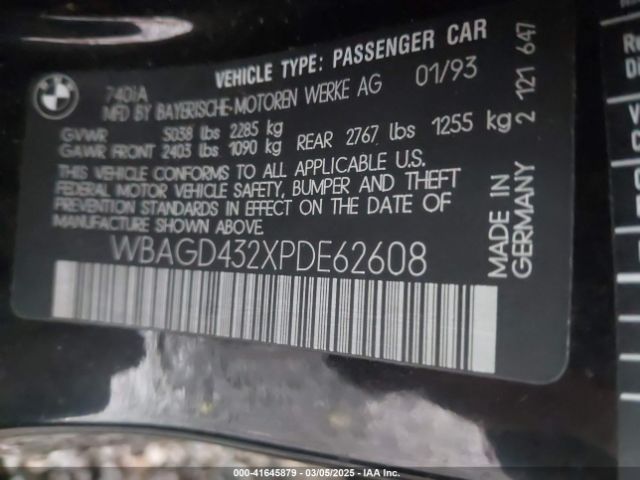 BMW
740iA
VEHICLE TYPE: PASSENGER CAR
MFD BY BAYERISCHE-MOTOREN WERKE AG 01/93
GVWR 5038 lbs 2285 kg
GAWR FRONT 2403 lbs 1090 kg REAR 2767 lbs 1255 kg
THIS VEHICLE CONFORMS TO ALL APPLICABLE U.S.
FEDERAL MOTOR VEHICLE SAFETY, BUMPER AND THEFT
PREVENTION STANDARDS IN EFFECT ON THE DATE OF
MANUFACTURE SHOWN ABOVE.
WBAGD432XPDE62608
MADE IN
GERMANY
2 121 647
000-41645879 - 03/05/2025 - IAA Inc.